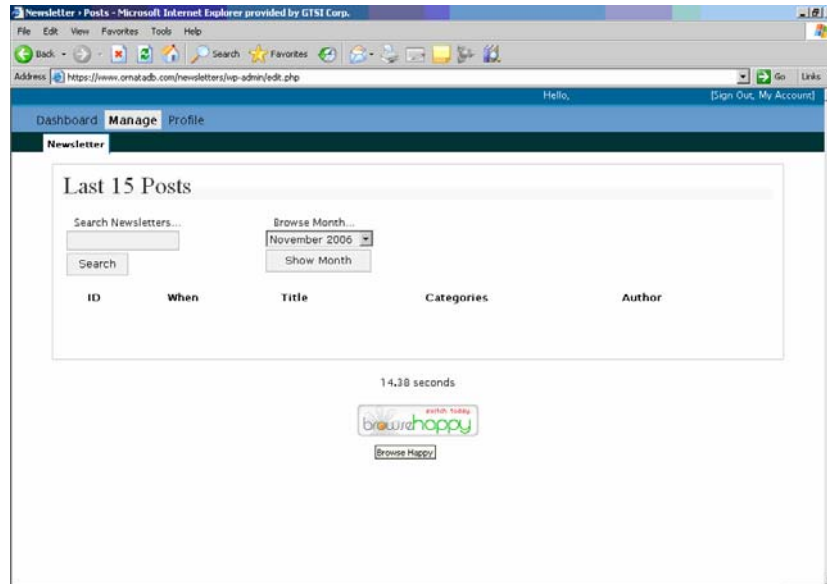 Newsletter › Posts - Microsoft Internet Explorer provided by GTSI Corp.
File Edit View Favorites Tools Help
Back Search Favorites
Address https://www.ornatadb.com/newsletters/wp-admin/edit.php Go Links
Hello, [Sign Out, My Account]
Dashboard Manage Profile
Newsletter
Last 15 Posts
Search Newsletters... Browse Month...
November 2006
Search Show Month
ID When Title Categories Author
14.38 seconds
switch today
browsehappy
Browse Happy